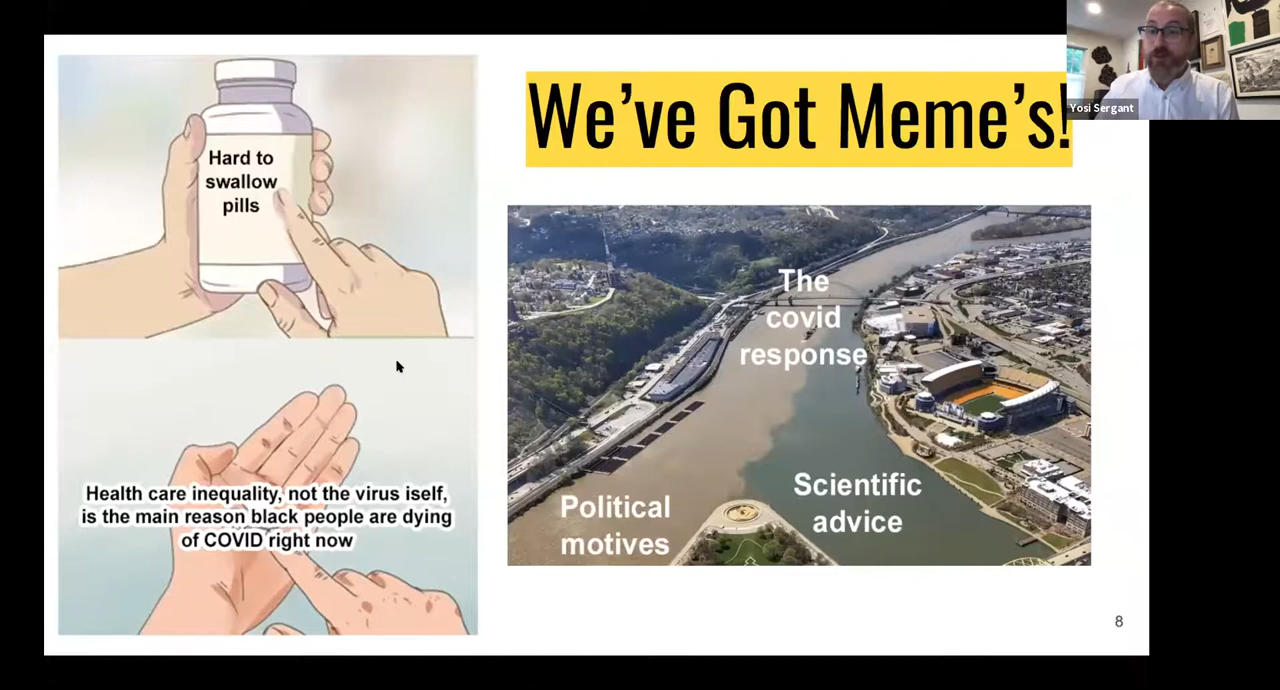 We've Got Meme's!
Yosi Sergant
Hard to
swallow
pills
Health care inequality, not the virus iself,
is the main reason black people are dying
of COVID right now
The
covid
response
Political
motives
Scientific
advice
8